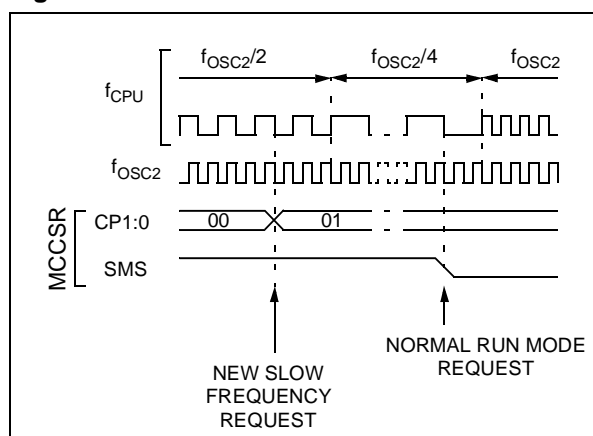 fOSC2/2 fOSC2/4 fOSC2
fCPU
fOSC2
MCCSR
CP1:0 00 01
SMS
NEW SLOW
FREQUENCY
REQUEST
NORMAL RUN MODE
REQUEST